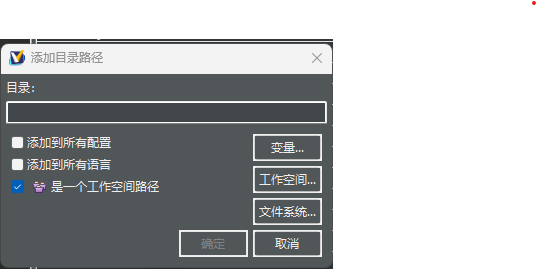 添加目录路径
目录:
添加到所有配置
添加到所有语言
是一个工作空间路径
变量...
工作空间...
文件系统...
确定
取消